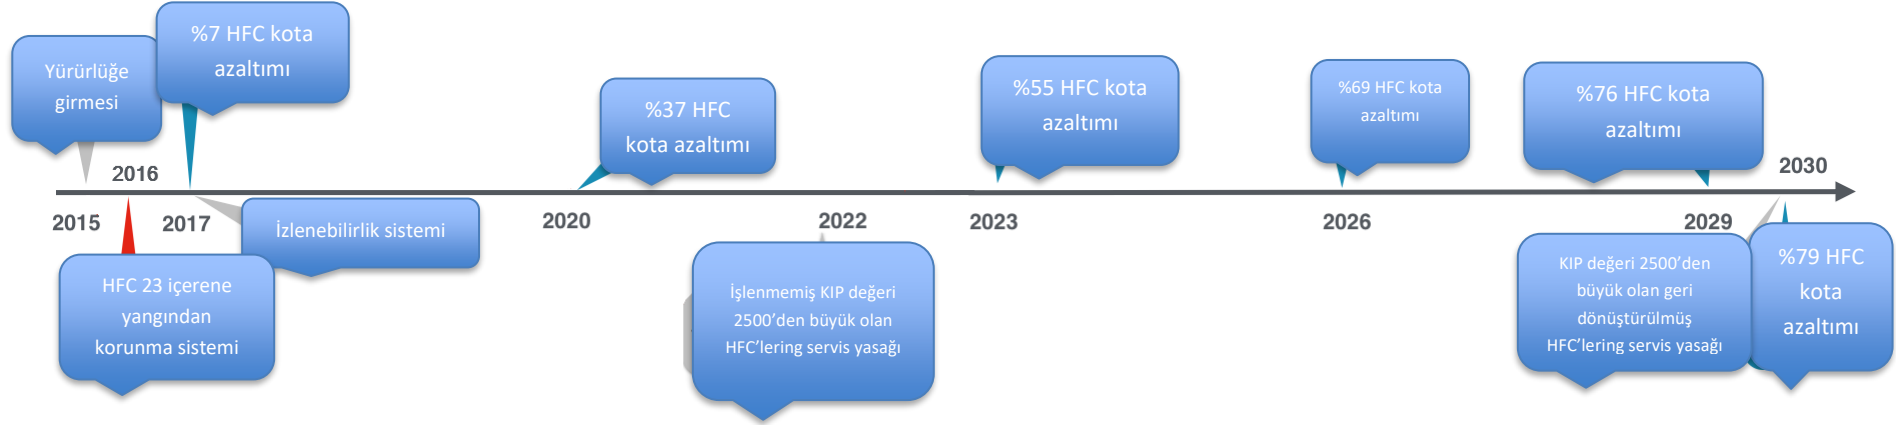 Yürürlüğe
girmesi
%7 HFC kota
azaltımı
%37 HFC
kota azaltımı
%55 HFC kota
azaltımı
%69 HFC kota
azaltımı
%76 HFC kota
azaltımı
2016
2030
2015
2017
2020
2022
2023
2026
2029
İzlenebilirlik sistemi
HFC 23 içerene
yangından
korunma sistemi
İşlenmemiş KIP değeri
2500'den büyük olan
HFC'lering servis yasağı
KIP değeri 2500'den
büyük olan geri
dönüştürülmüş
HFC'lering servis yasağı
%79 HFC
kota
azaltımı